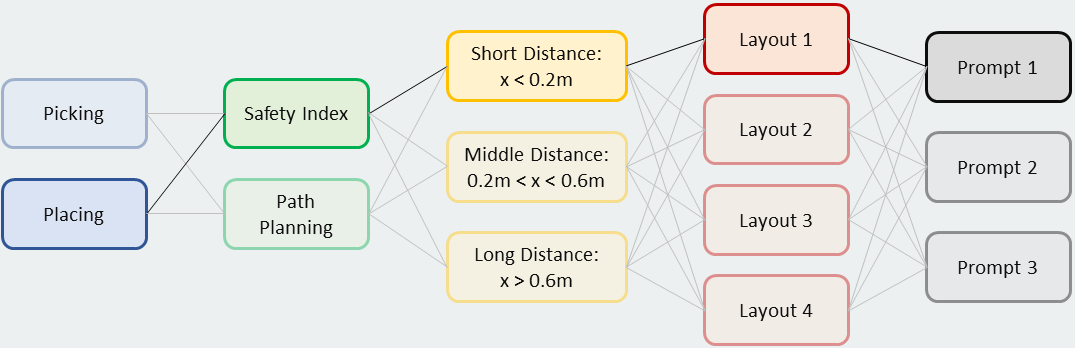 Picking
Placing
Safety Index
Path
Planning
Short Distance:
x < 0.2m
Middle Distance:
0.2m < x < 0.6m
Long Distance:
x > 0.6m
Layout 1
Layout 2
Layout 3
Layout 4
Prompt 1
Prompt 2
Prompt 3